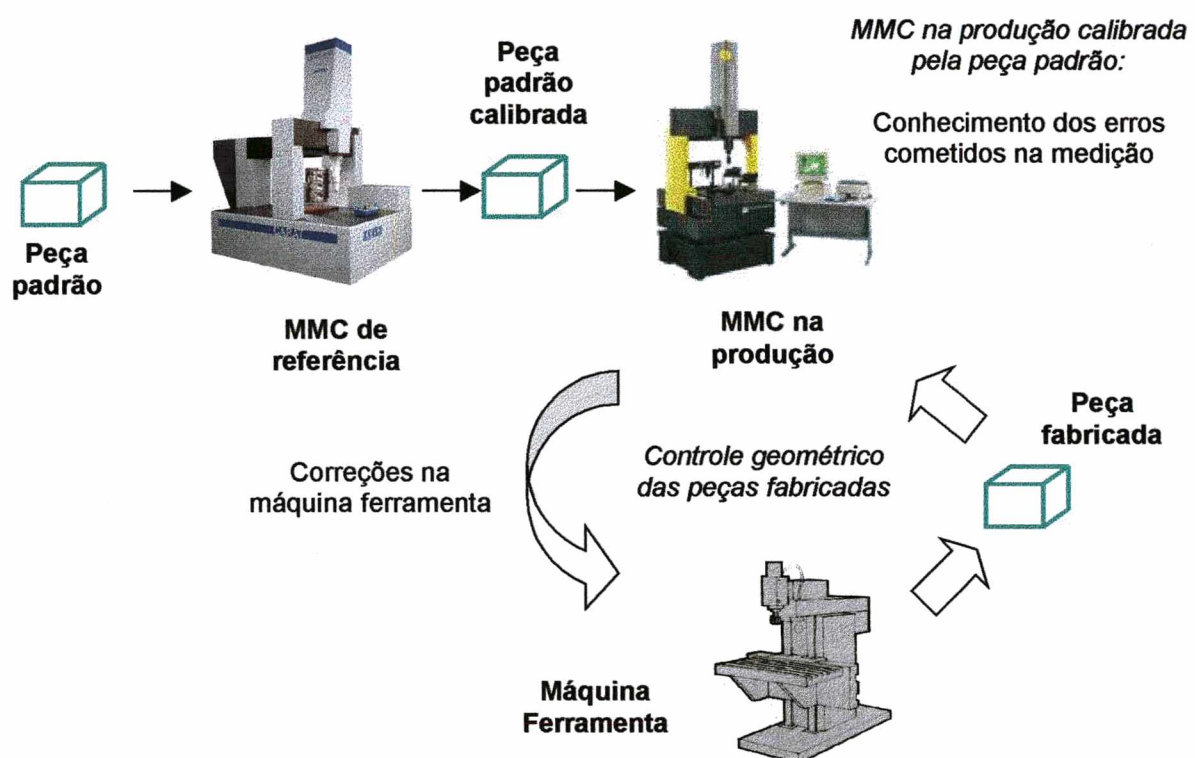 MMC na produção calibrada
pela peça padrão:
Conhecimento dos erros
cometidos na medição
Peça
padrão
calibrada
Peça
padrão
MMC de
referência
MMC na
produção
Peça
fabricada
Correções na
máquina ferramenta
Controle geométrico
das peças fabricadas
Máquina
Ferramenta